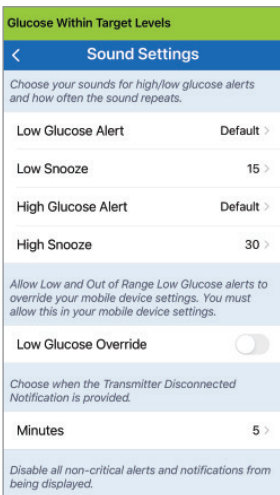 Glucose Within Target Levels
Sound Settings
Choose your sounds for high/low glucose alerts
and how often the sound repeats.
Low Glucose Alert Default
Low Snooze 15
High Glucose Alert Default
High Snooze 30
Allow Low and Out of Range Low Glucose alerts to
override your mobile device settings. You must
allow this in your mobile device settings.
Low Glucose Override
Choose when the Transmitter Disconnected
Notification is provided.
Minutes 5
Disable all non-critical alerts and notifications from
being displayed.